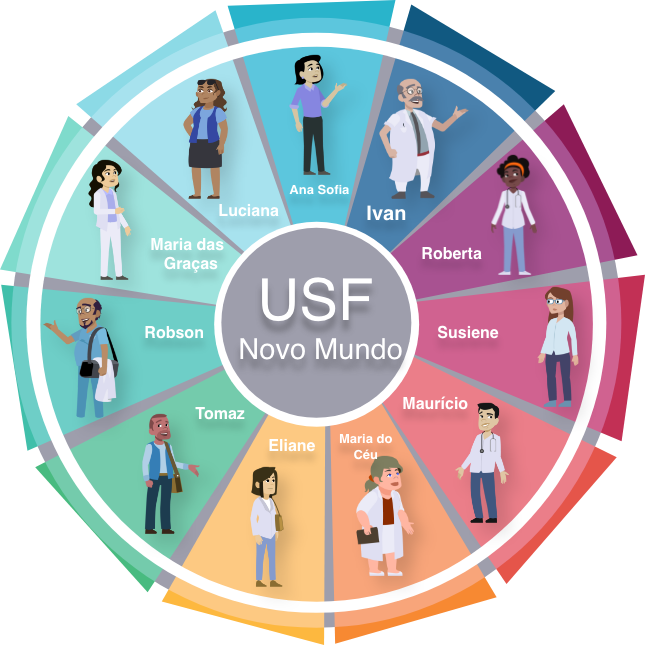 Ana Sofia
Luciana
Ivan
Maria das
Graças
Roberta
USF
Novo Mundo
Robson
Susiene
Tomaz
Maurício
Eliane
Maria do
Céu